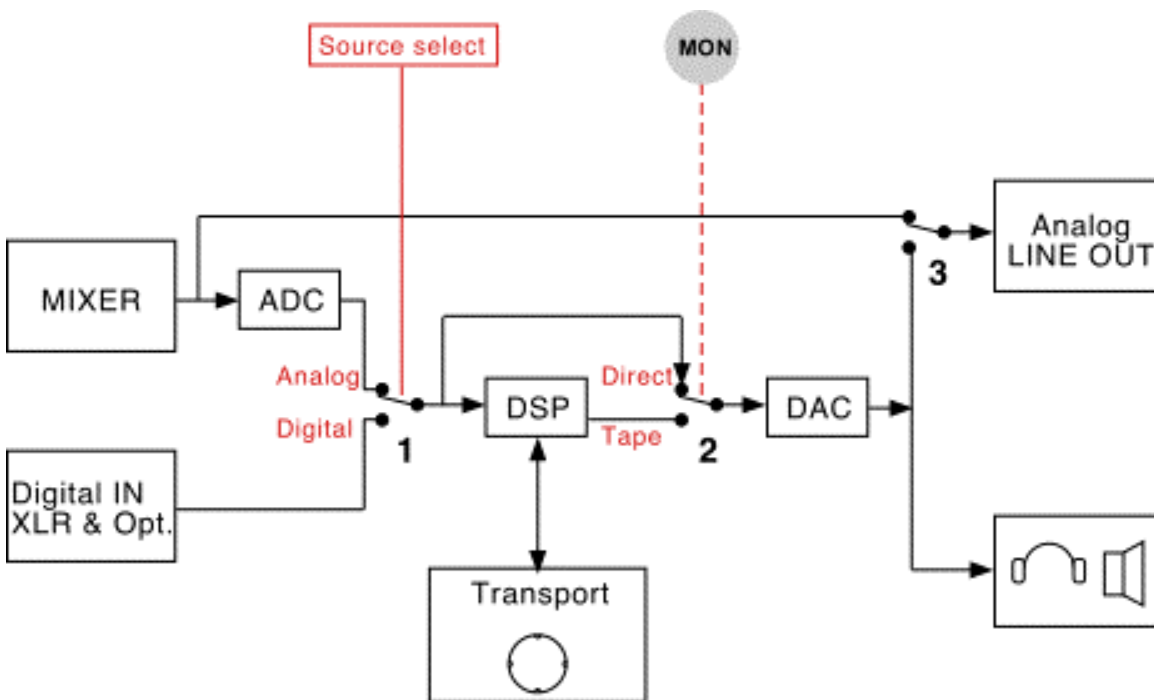 Source select
MON
MIXER
ADC
Analog
Digital
1
Digital IN
XLR & Opt.
DSP
Transport
Direct
Tape
2
DAC
3
Analog
LINE OUT